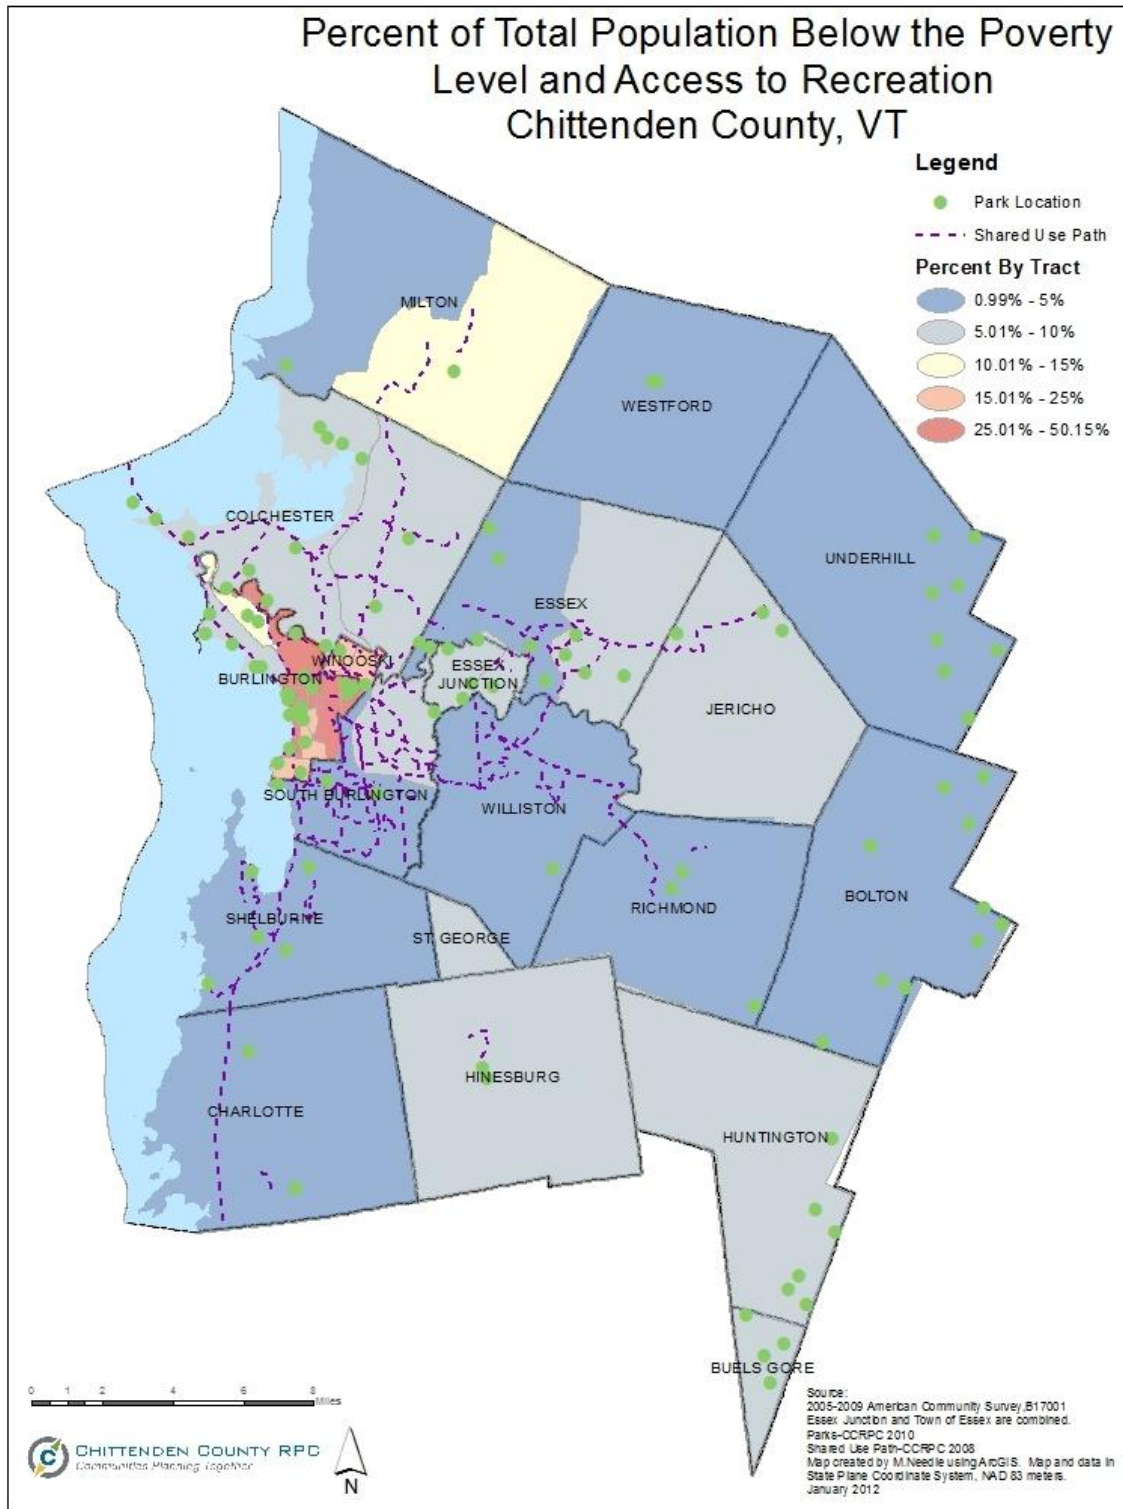 Percent of Total Population Below the Poverty
Level and Access to Recreation
Chittenden County, VT
Legend
Park Location
Shared Use Path
Percent By Tract
0.99% - 5%
5.01% - 10%
10.01% - 15%
15.01% - 25%
25.01% - 50.15%
MILTON
WESTFORD
COLCHESTER
UNDERHILL
ESSEX
WINOOSKI
ESSEX
JUNCTION
BURLINGTON
JERICHO
SOUTH BURLINGTON
WILLISTON
BOLTON
RICHMOND
SHELBURNE
ST. GEORGE
HINESBURG
CHARLOTTE
HUNTINGTON
BUELS GORE
0 1 2 4 6 8
Miles
C
CHITTENDEN COUNTY RPC
Communities Planning Together
N
Source:
2005-2009 American Community Survey,B17001
Essex Junction and Town of Essex are combined.
Parks-CCRPC 2010
Shared Use Path-CCRPC 2008
Map created by M.Needle using ArcGIS. Map and data in
State Plane Coordinate System, NAD 83 meters.
January 2012